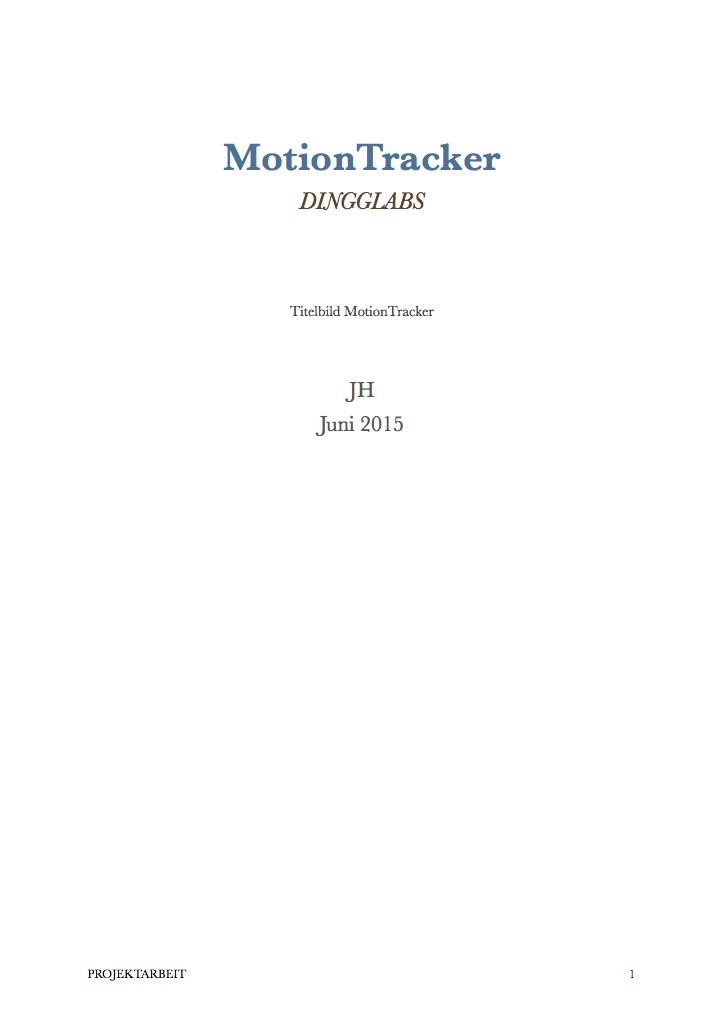 MotionTracker
DINGGLABS
Titelbild MotionTracker
JH
Juni 2015
PROJEKTARBEIT 1